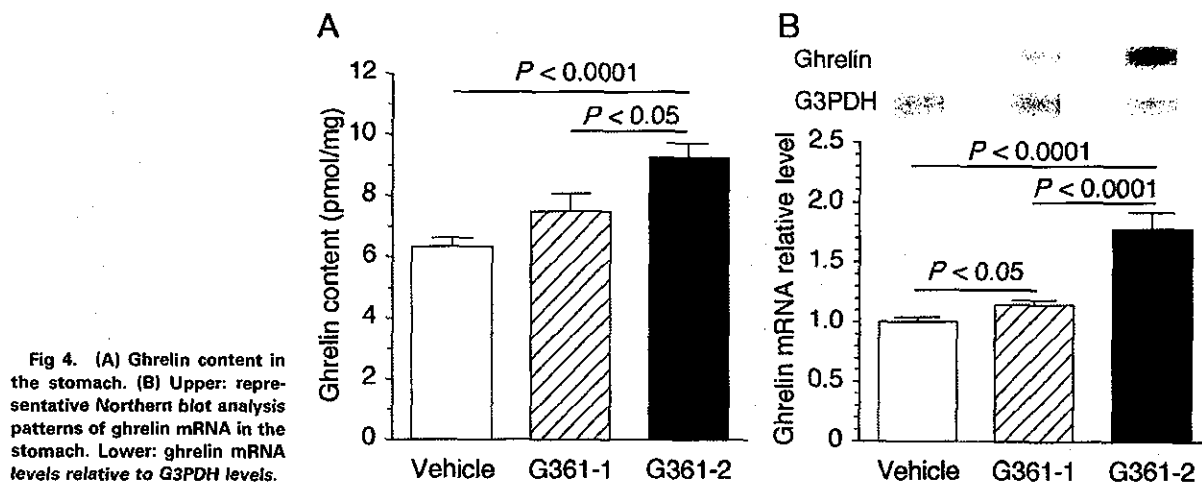 A
12
10
8
6
4
2
0
Ghrelin content (pmol/mg)
P < 0.0001
P < 0.05
Vehicle G361-1 G361-2
B
Ghrelin
G3PDH
2.5
2.0
1.5
1.0
0.5
0
Ghrelin mRNA relative level
P < 0.0001
P < 0.0001
P < 0.05
Vehicle G361-1 G361-2
Fig 4. (A) Ghrelin content in
the stomach. (B) Upper: repre-
sentative Northern blot analysis
patterns of ghrelin mRNA in the
stomach. Lower: ghrelin mRNA
levels relative to G3PDH levels.